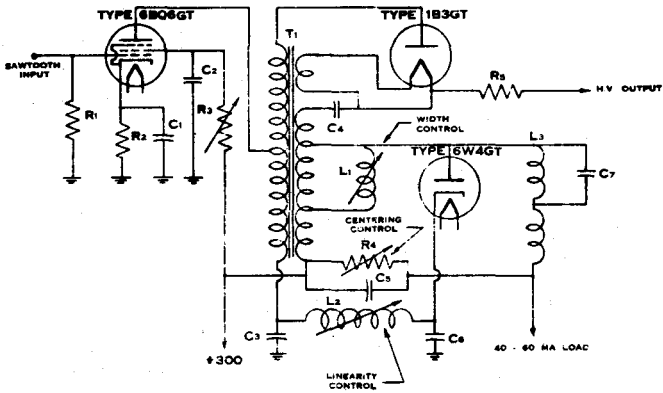 TYPE 6BQ6GT
TYPE 1B3GT
T1
SAWTOOTH
INPUT
C2
R1
R2
C1
R3
R5
H.V OUTPUT
C4
WIDTH
CONTROL
TYPE 6W4GT
L3
L1
C7
CENTERING
CONTROL
R4
C5
L2
C3
C6
+300
40 - 60 MA LOAD
LINEARITY
CONTROL